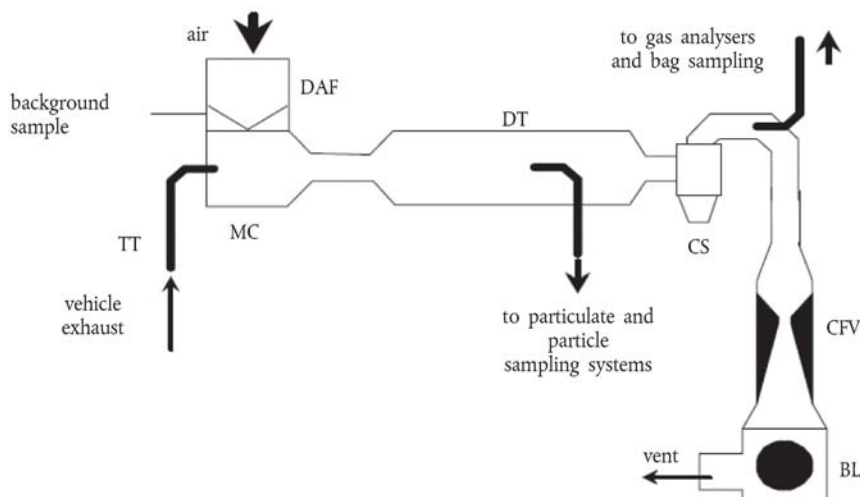 air
DAF
background
sample
to gas analysers
and bag sampling
DT
MC
TT
CS
vehicle
exhaust
to particulate and
particle
sampling systems
CFV
vent
BL